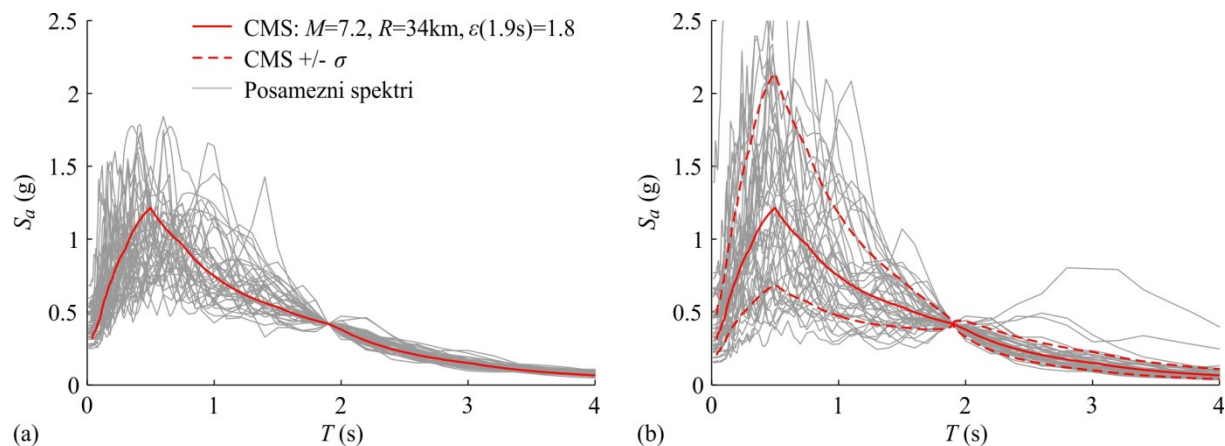 2.5
2
1.5
1
0.5
0
Sa (g)
CMS: M=7.2, R=34km, ε(1.9s)=1.8
CMS +/- σ
Posamezni spektri
0 1 2 3 4
(a) T (s)
2.5
2
1.5
1
0.5
0
Sa (g)
0 1 2 3 4
(b) T (s)